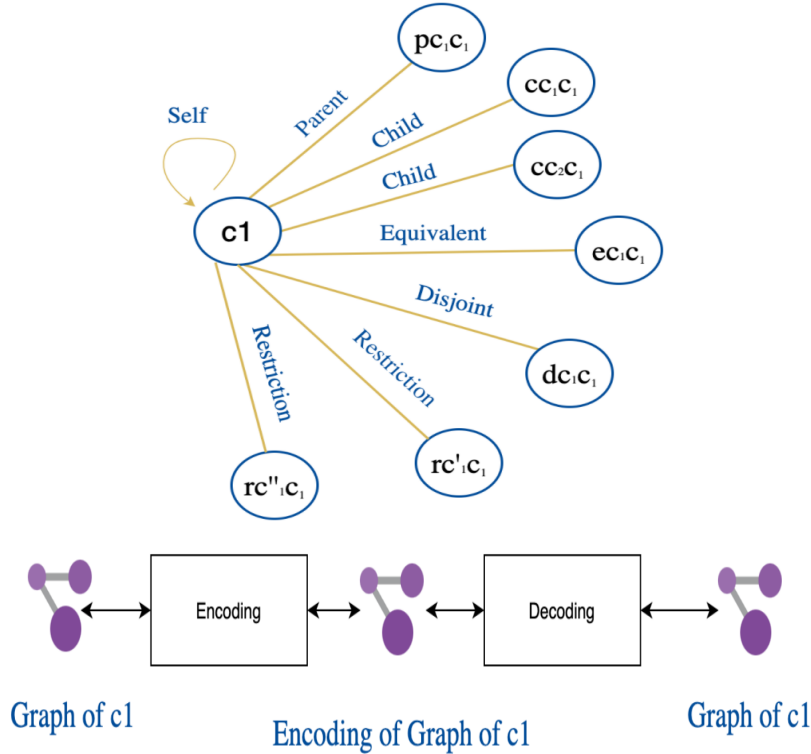 pc₁c₁
Parent
cc₁c₁
Self
Child
Child
cc₂c₁
c1
Equivalent
ec₁c₁
Disjoint
dc₁c₁
Restriction
Restriction
rc'₁c₁
rc''₁c₁
Encoding
Decoding
Graph of c1
Encoding of Graph of c1
Graph of c1